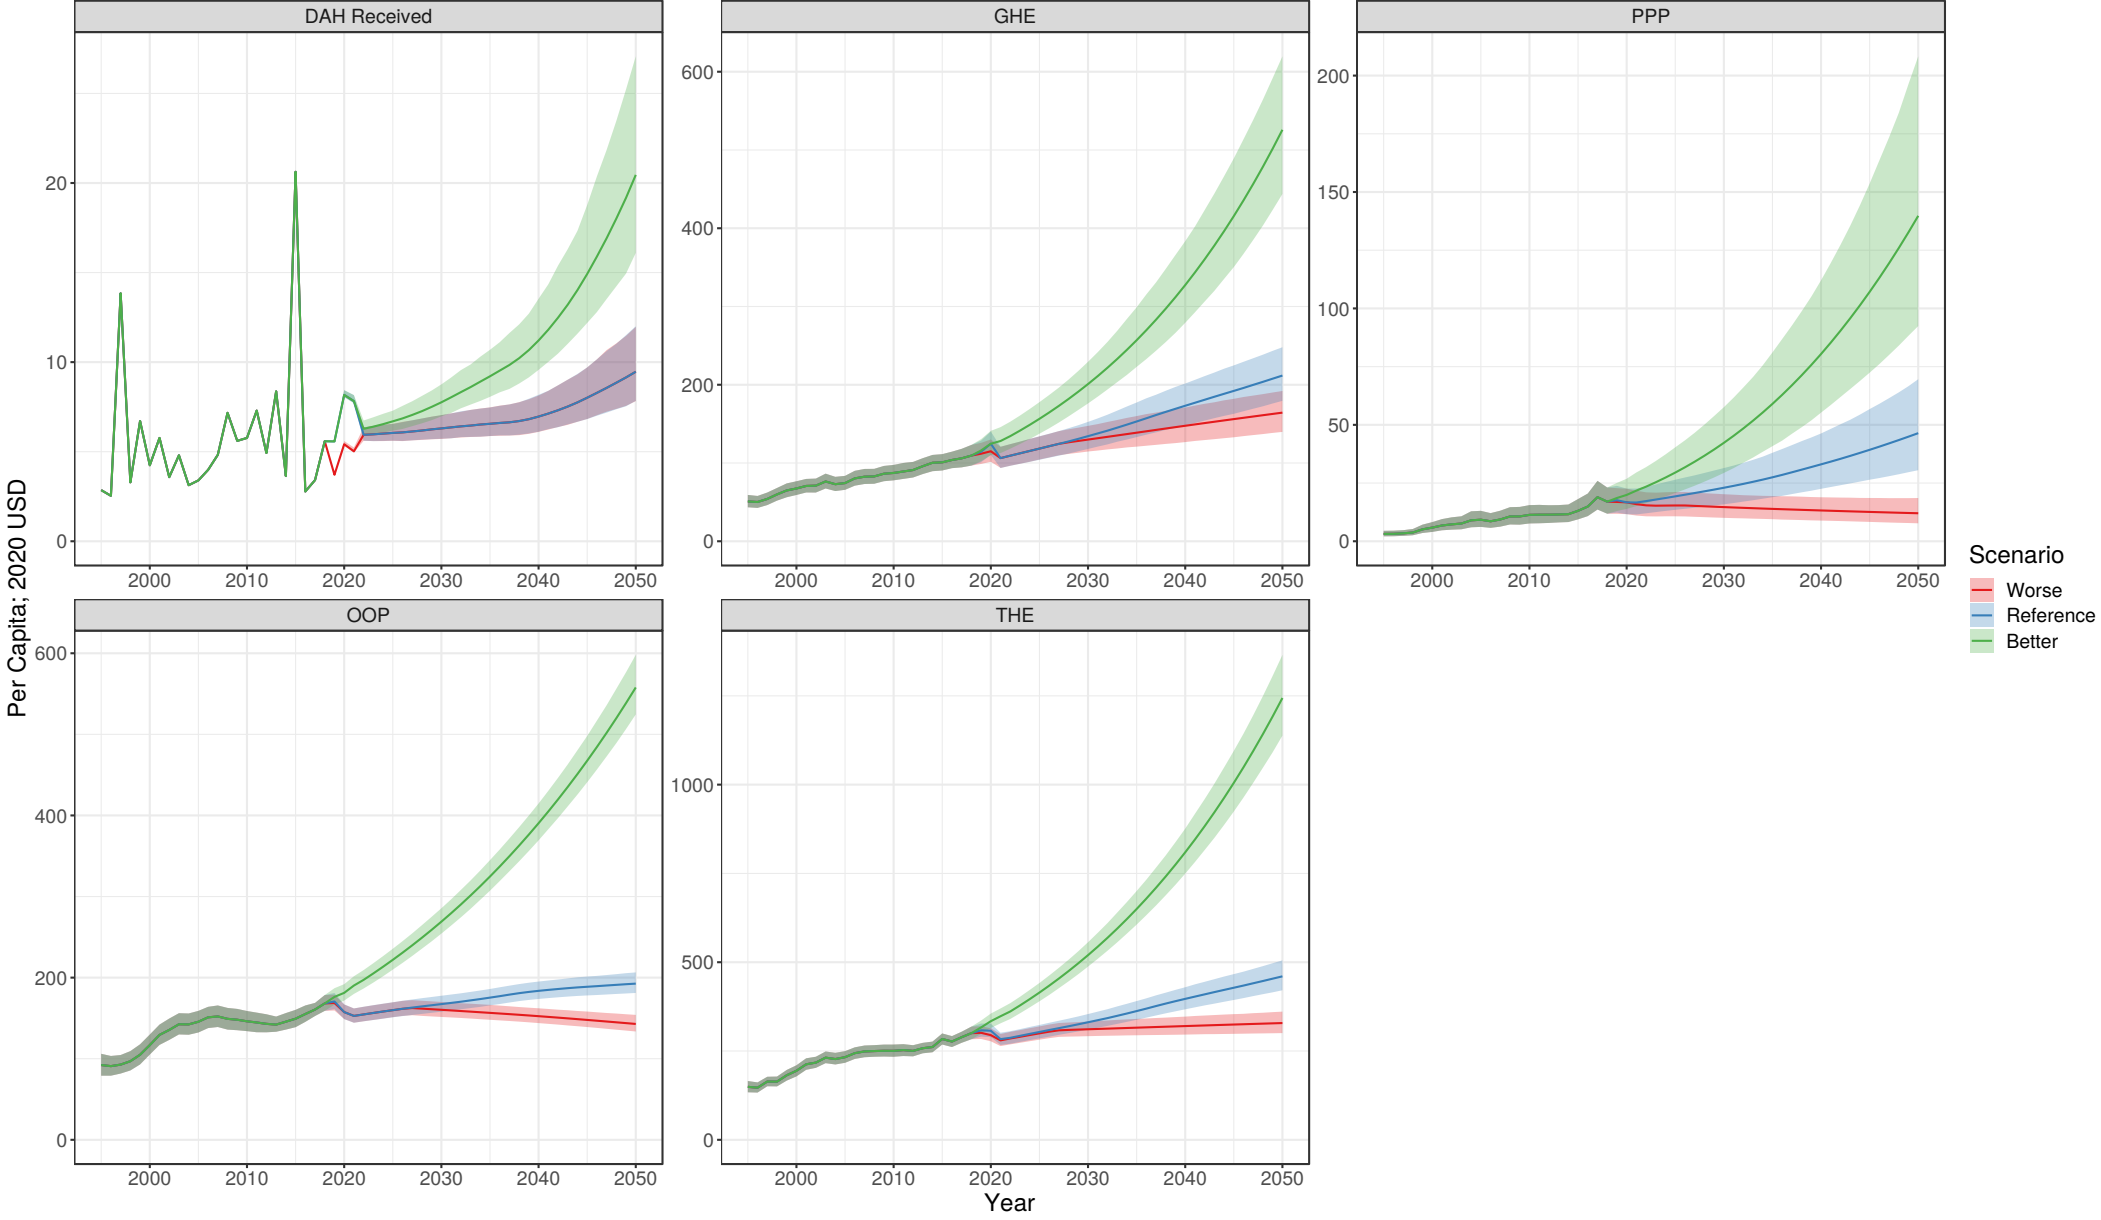 DAH Received
GHE
PPP
20
10
0
600
400
200
0
200
150
100
50
0
2000 2010 2020 2030 2040 2050
2000 2010 2020 2030 2040 2050
2000 2010 2020 2030 2040 2050
OOP
THE
600
400
200
0
1000
500
0
2000 2010 2020 2030 2040 2050
2000 2010 2020 2030 2040 2050
Year
Per Capita; 2020 USD
Scenario
Worse
Reference
Better